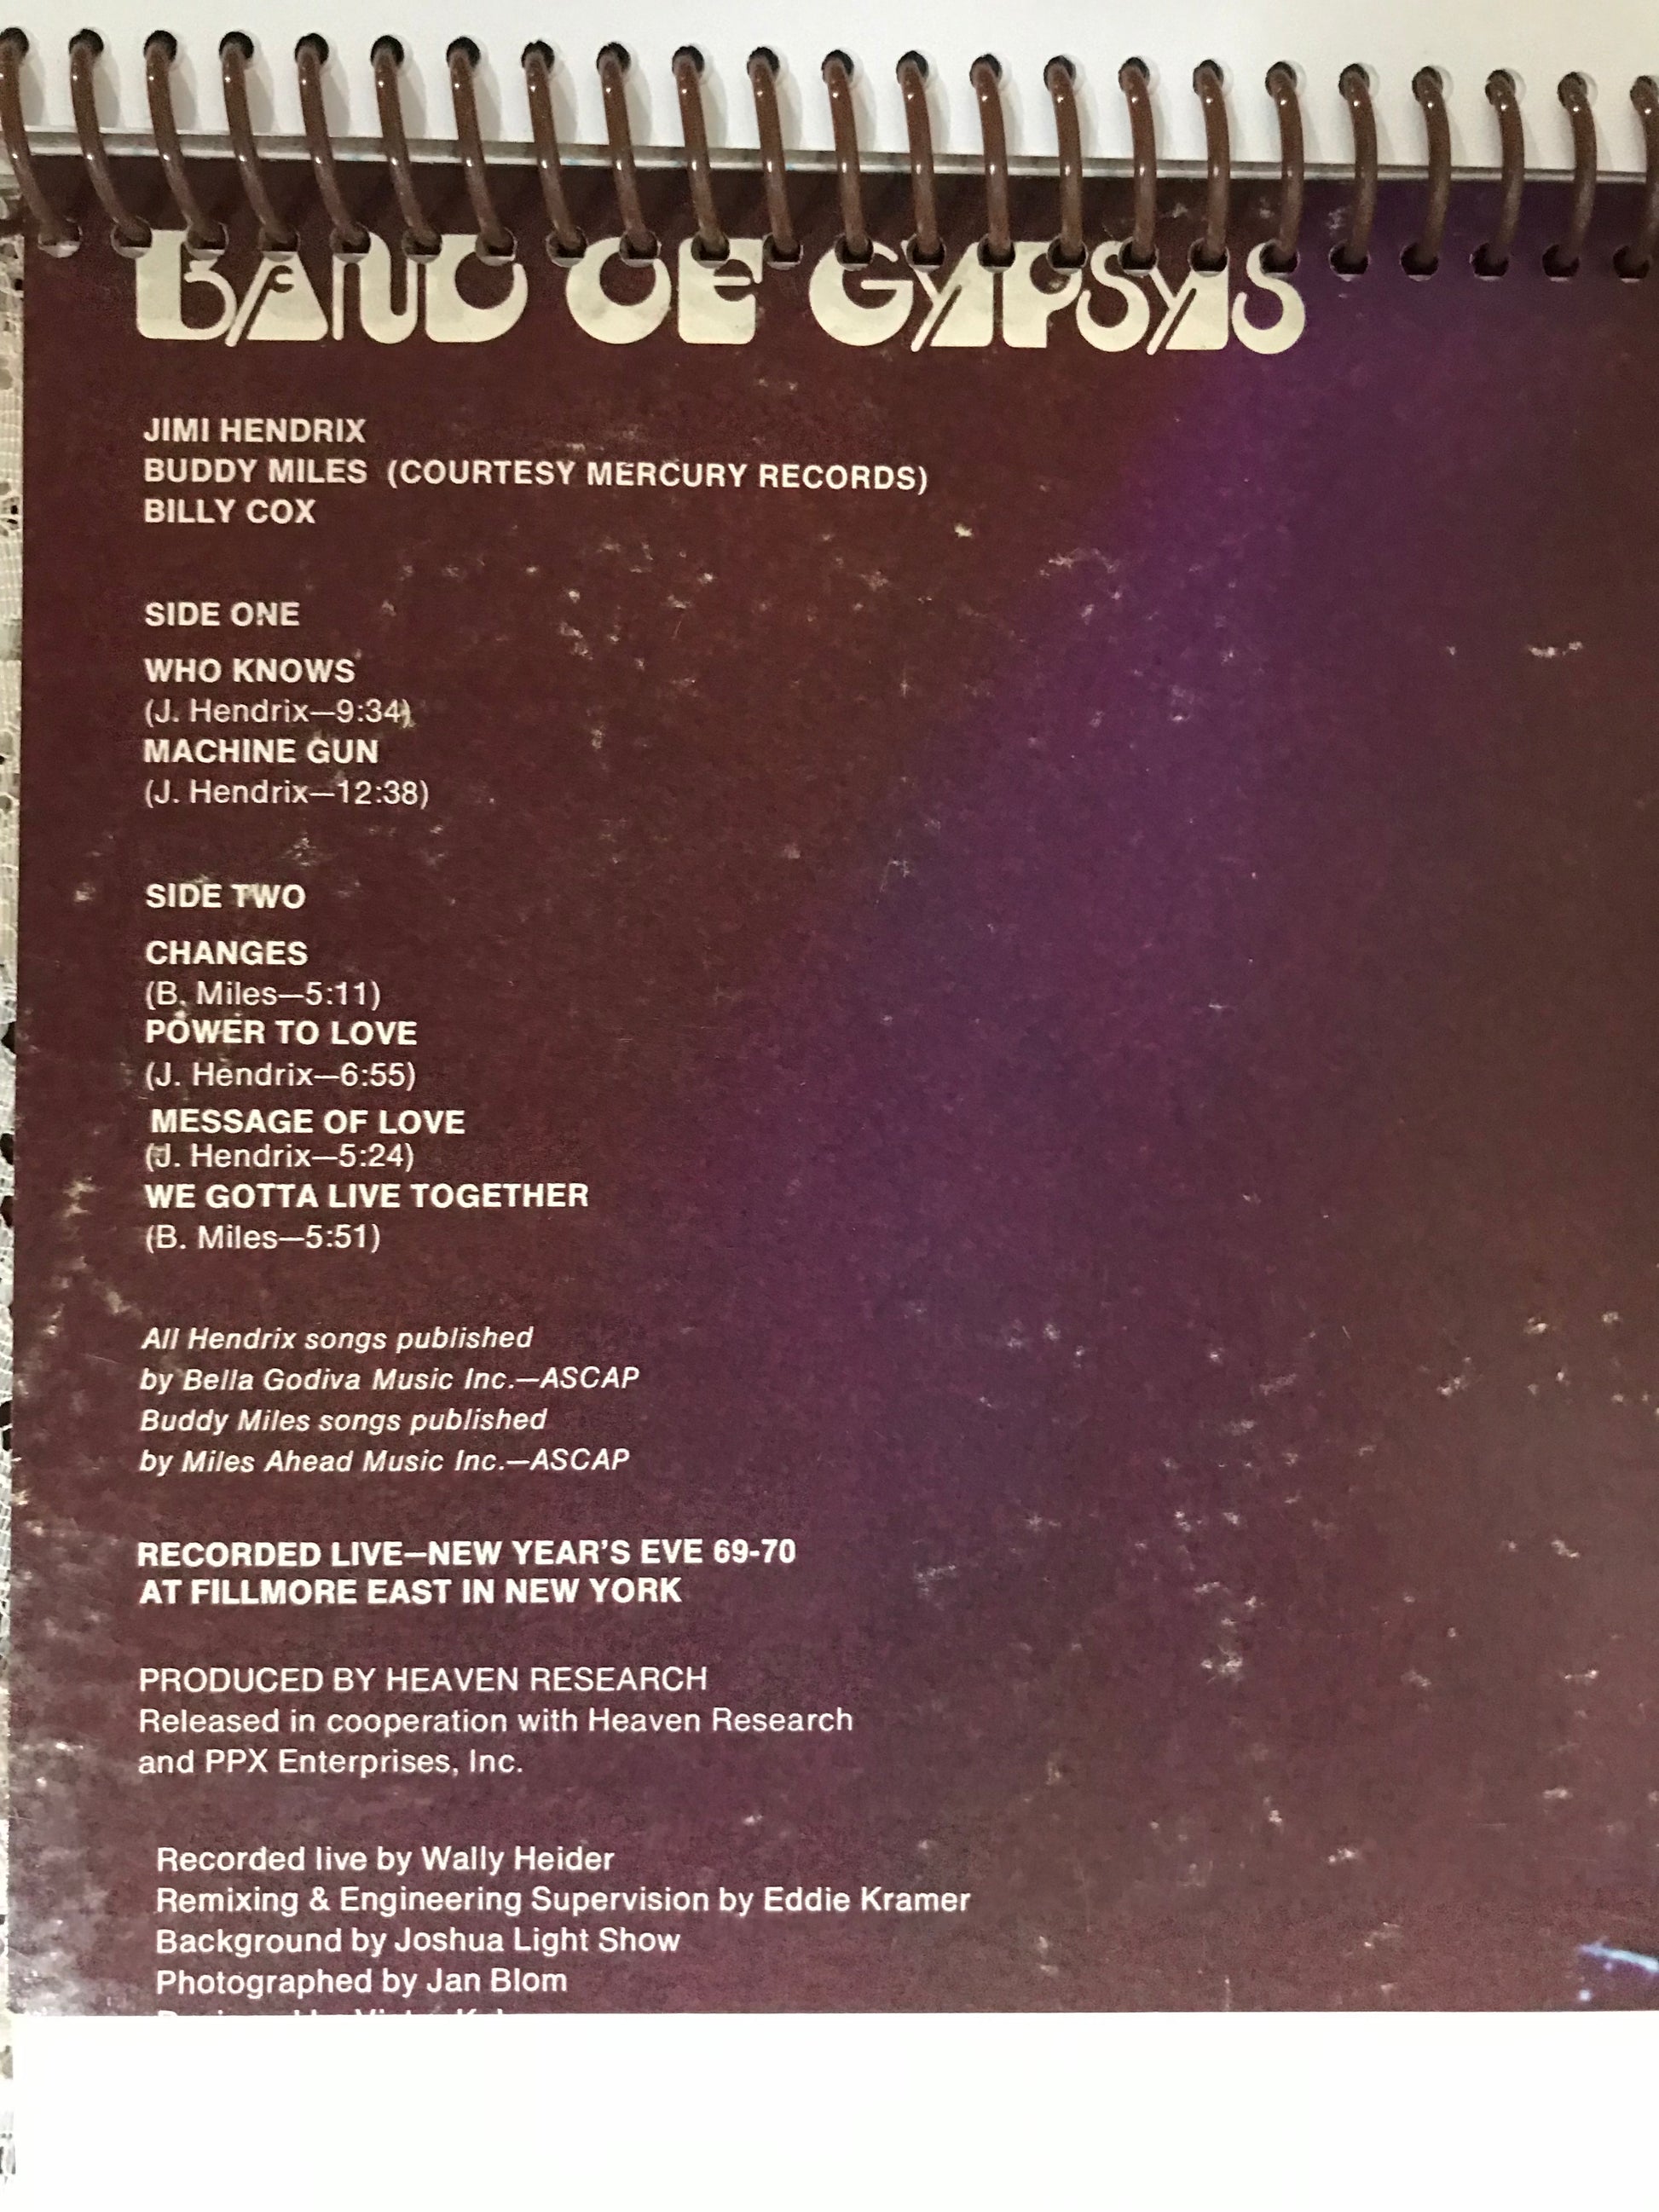 BAND OF GYPSYS
JIMI HENDRIX
BUDDY MILES (COURTESY MERCURY RECORDS)
BILLY COX
SIDE ONE
WHO KNOWS
(J. Hendrix—9:34)
MACHINE GUN
(J. Hendrix—12:38)
SIDE TWO
CHANGES
(B. Miles—5:11)
POWER TO LOVE
(J. Hendrix—6:55)
MESSAGE OF LOVE
(J. Hendrix—5:24)
WE GOTTA LIVE TOGETHER
(B. Miles—5:51)
All Hendrix songs published
by Bella Godiva Music Inc.—ASCAP
Buddy Miles songs published
by Miles Ahead Music Inc.—ASCAP
RECORDED LIVE—NEW YEAR'S EVE 69-70
AT FILLMORE EAST IN NEW YORK
PRODUCED BY HEAVEN RESEARCH
Released in cooperation with Heaven Research
and PPX Enterprises, Inc.
Recorded live by Wally Heider
Remixing & Engineering Supervision by Eddie Kramer
Background by Joshua Light Show
Photographed by Jan Blom